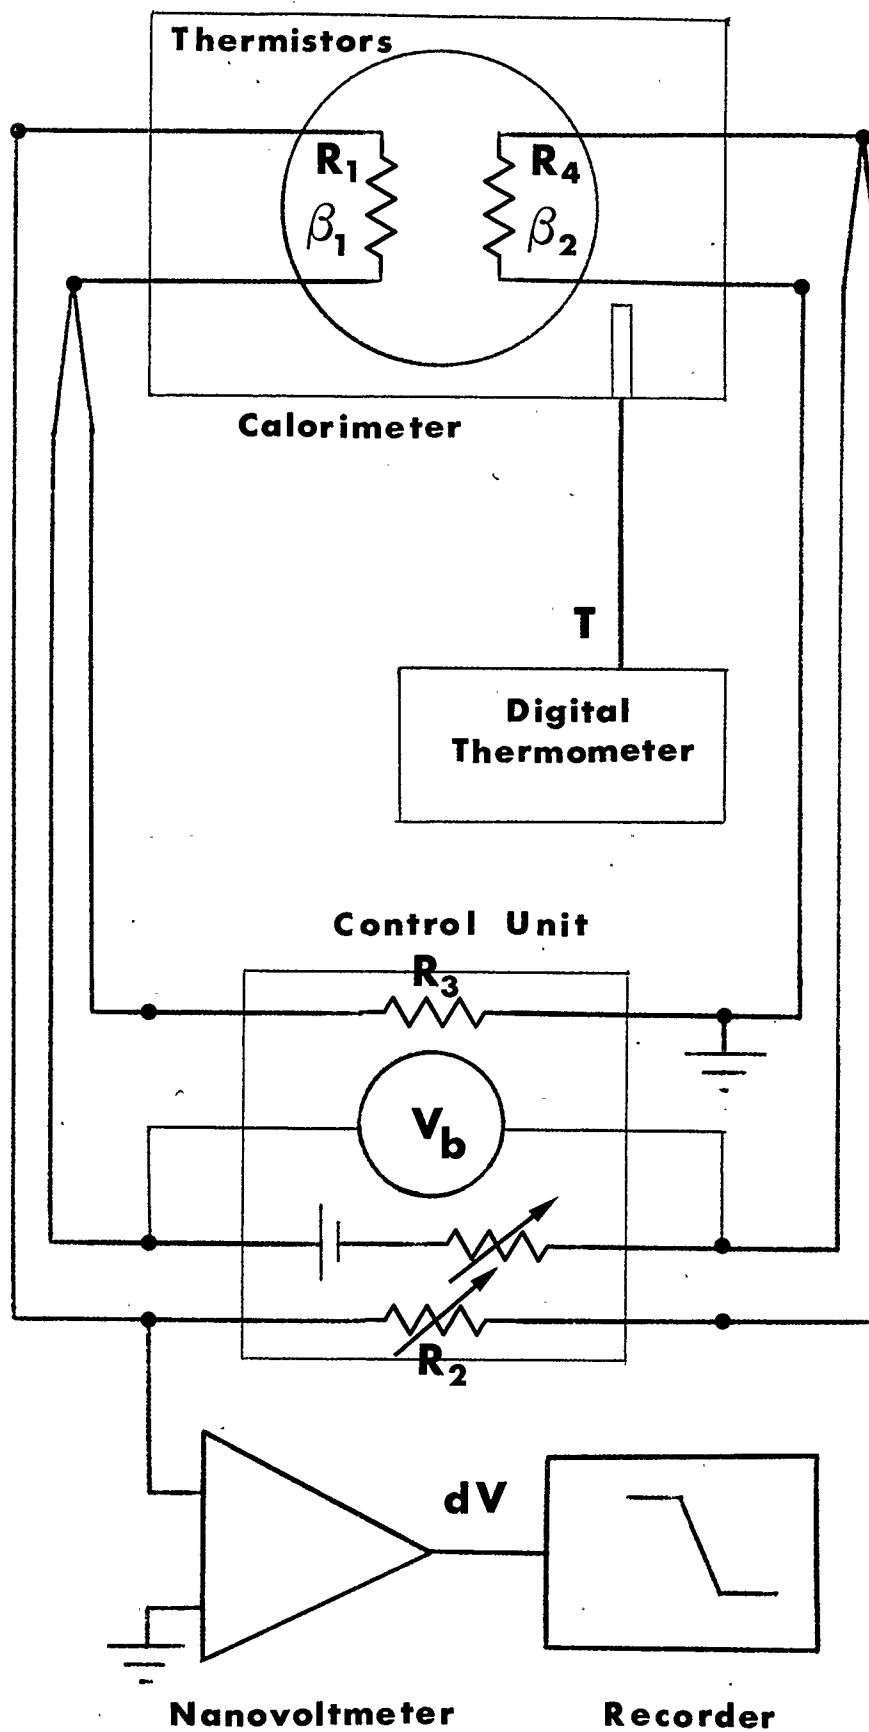 Thermistors
R1 R4
β1 β2
Calorimeter
T
Digital
Thermometer
Control Unit
R3
Vb
R2
dV
Nanovoltmeter Recorder